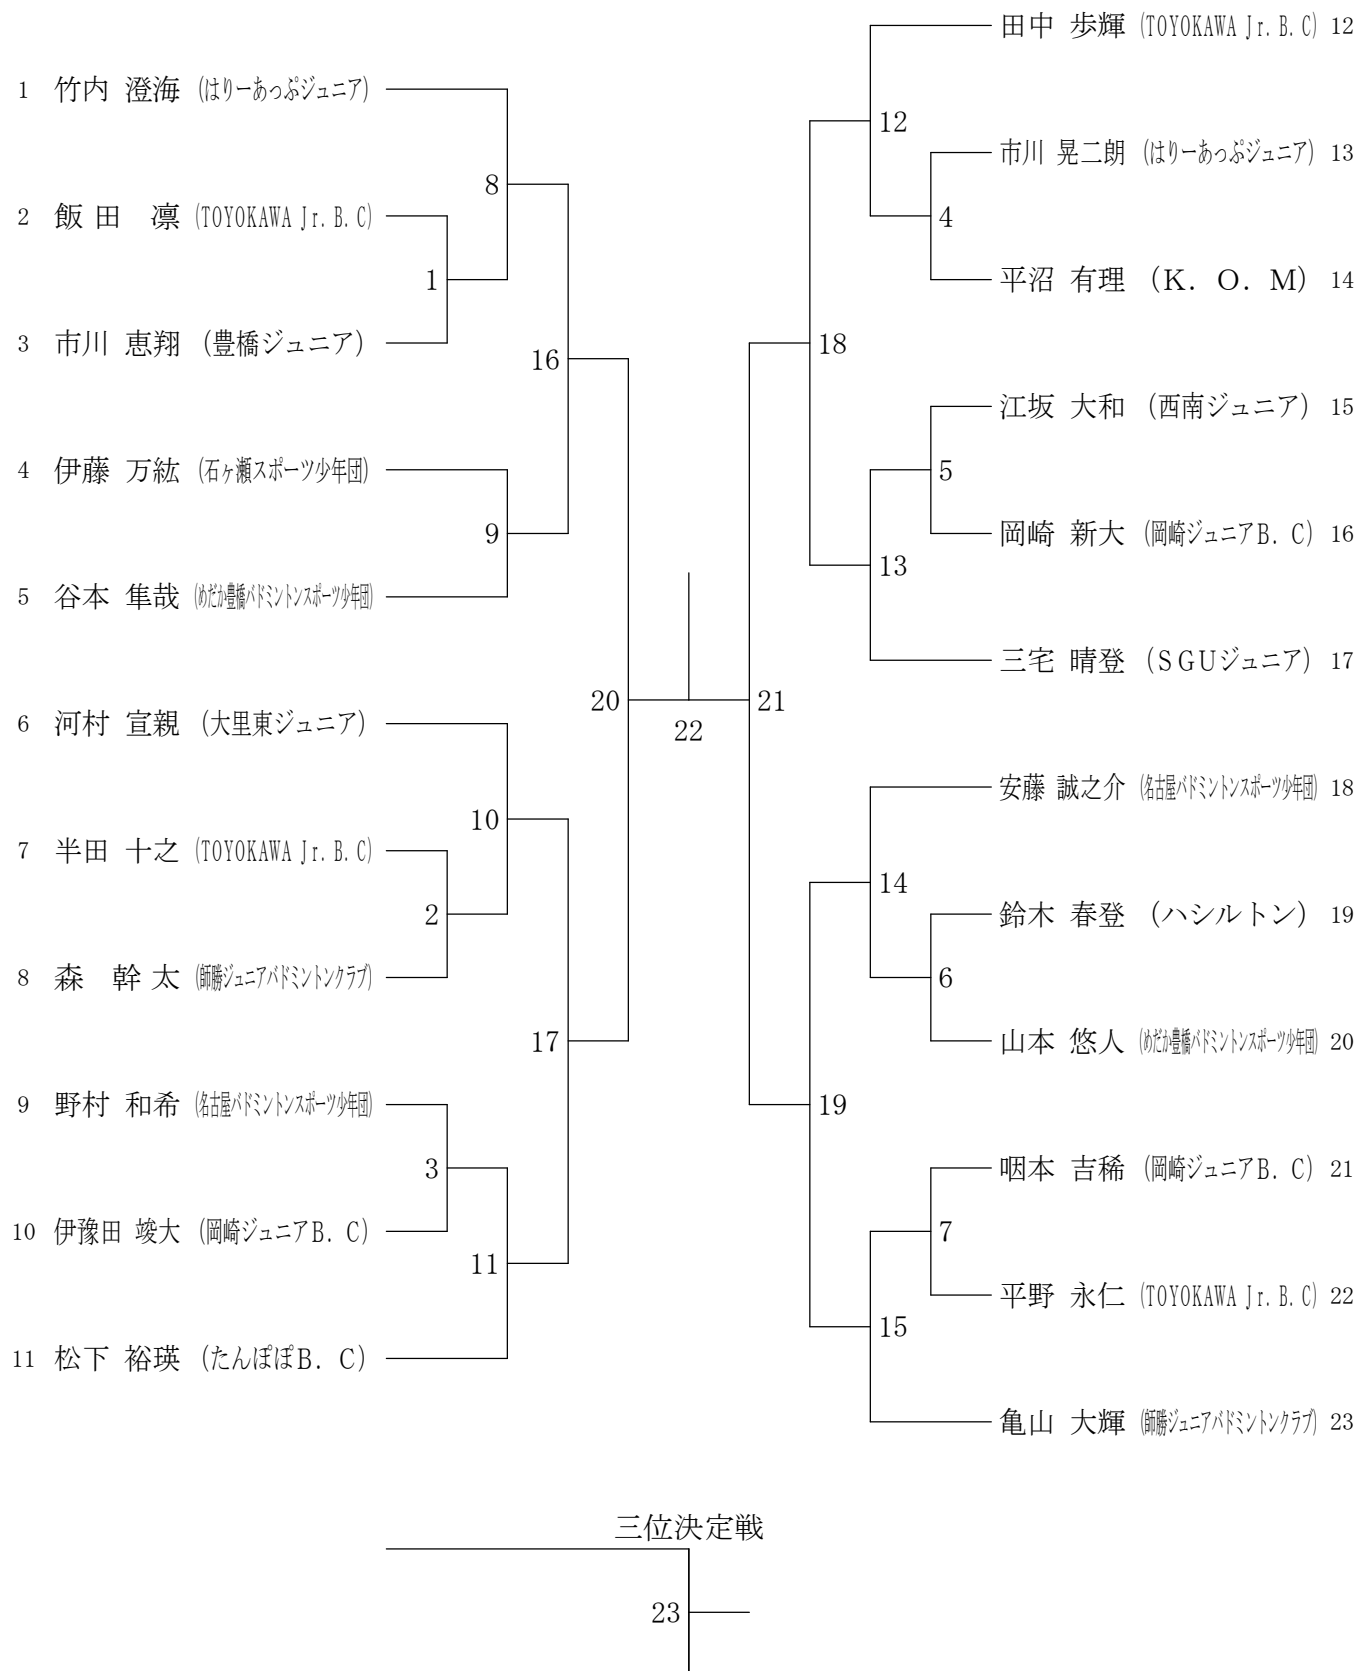 1 竹内 澄海 (はりーあっぷジュニア)
2 飯田 凛 (TOYOKAWA Jr. B. C)
3 市川 恵翔 (豊橋ジュニア)
4 伊藤 万紘 (石ヶ瀬スポーツ少年団)
5 谷本 隼哉 (めだか豊橋バドミントンスポーツ少年団)
6 河村 宣親 (大里東ジュニア)
7 半田 十之 (TOYOKAWA Jr. B. C)
8 森 幹太 (師勝ジュニアバドミントンクラブ)
9 野村 和希 (名古屋バドミントンスポーツ少年団)
10 伊豫田 竣大 (岡崎ジュニアB. C)
11 松下 裕瑛 (たんぽぽB. C)
8
1
16
9
10
2
17
3
11
20
22
21
12
4
18
5
13
14
6
19
7
15
田中 歩輝 (TOYOKAWA Jr. B. C) 12
市川 晃二朗 (はりーあっぷジュニア) 13
平沼 有理 (K. O. M) 14
江坂 大和 (西南ジュニア) 15
岡崎 新大 (岡崎ジュニアB. C) 16
三宅 晴登 (SGUジュニア) 17
安藤 誠之介 (名古屋バドミントンスポーツ少年団) 18
鈴木 春登 (ハシルトン) 19
山本 悠人 (めだか豊橋バドミントンスポーツ少年団) 20
咽本 吉稀 (岡崎ジュニアB. C) 21
平野 永仁 (TOYOKAWA Jr. B. C) 22
亀山 大輝 (師勝ジュニアバドミントンクラブ) 23
三位決定戦
23